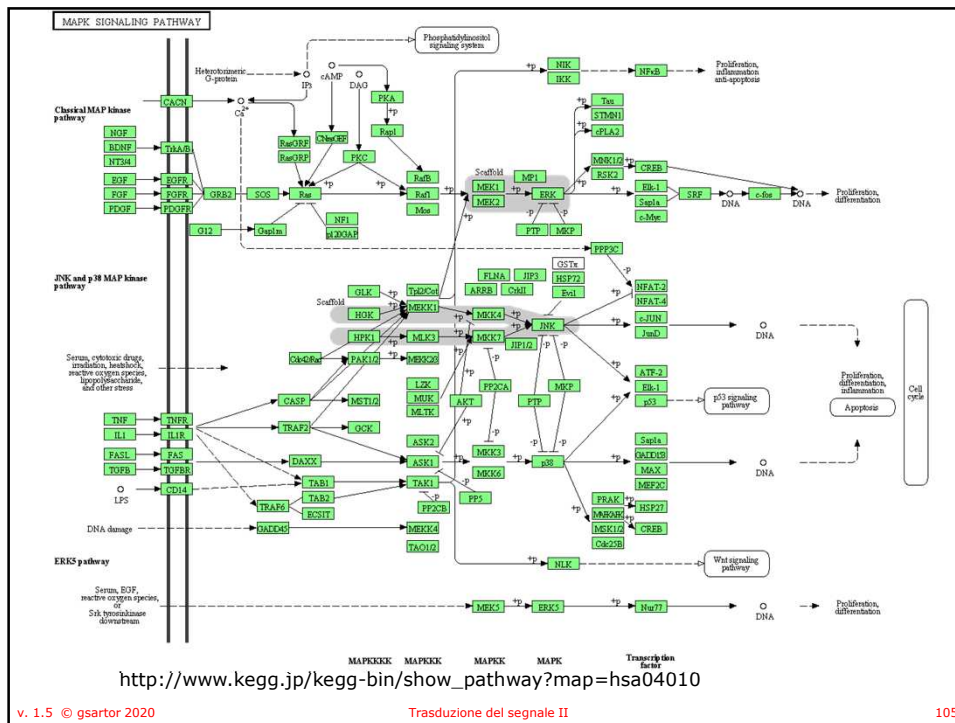 MAPK SIGNALING PATHWAY
Phosphatidylinositol
signaling system
Heterotorimeric
G-protein
IP3
cAMP
DAG
Ca2+
CACN
PKA
Rap1
NIK
IKK
NFκB
Proliferation,
inflammation
anti-apoptosis
Classical MAP kinase
pathway
NGF
BDNF
NT3/4
TrkA/B
RasGRF
RasGRP
CNasGEF
PKC
Tau
STMN1
cPLA2
EGF
FGF
PDGF
EGFR
FGFR
PDGFR
GRB2
SOS
Ras
RafB
Raf1
Mos
Scaffold
MEK1
MEK2
MP1
ERK
MNK1/2
RSK2
CREB
Elk-1
Sap1a
c-Myc
SRF
DNA
c-fos
DNA
Proliferation,
differentiation
G12
Gap1m
NF1
p120GAP
PTP
MKP
PPP3C
JNK and p38 MAP kinase
pathway
Scaffold
GLK
HGK
HPK1
Tpl2/Cot
MEKK1
MLK3
MEKK2/3
FLNA
JIP3
ARRB
CrkII
GSTπ
HSP72
Evi1
MKK4
MKK7
JNK
JIP1/2
NFAT-2
NFAT-4
c-JUN
JunD
DNA
Serum, cytotoxic drugs,
irradiation, heatshock,
reactive oxygen species,
lipopolysaccharide,
and other stress
Cdc42/Rac
PAK1/2
LZK
MUK
MLTK
CASP
MST1/2
AKT
PP2CA
PTP
MKP
ATF-2
Elk-1
p53
p53 signaling
pathway
Proliferation,
differentiation,
inflammation
Apoptosis
Cell
cycle
TNF
IL1
FASL
TGFB
LPS
TNFR
IL1R
FAS
TGFBR
CD14
TRAF2
GCK
DAXX
ASK2
ASK1
MKK3
MKK6
p38
Sap1a
GADD153
MAX
MEF2C
DNA
TAB1
TAK1
TRAF6
TAB2
ECSIT
PP2CB
PP5
PRAK
MAPKAPK
MSK1/2
Cdc25B
HSP27
CREB
DNA damage
GADD45
MEKK4
TAO1/2
ERK5 pathway
NLK
Wnt signaling
pathway
Serum, EGF,
reactive oxygen species,
or
Srk tyrosinkinase
downstream
MEK5
ERK5
Nur77
DNA
Proliferation,
differentiation
MAPKKKK
MAPKKK
MAPKK
MAPK
Transcription
factor
http://www.kegg.jp/kegg-bin/show_pathway?map=hsa04010
v. 1.5 © gsartor 2020
Trasduzione del segnale II
105